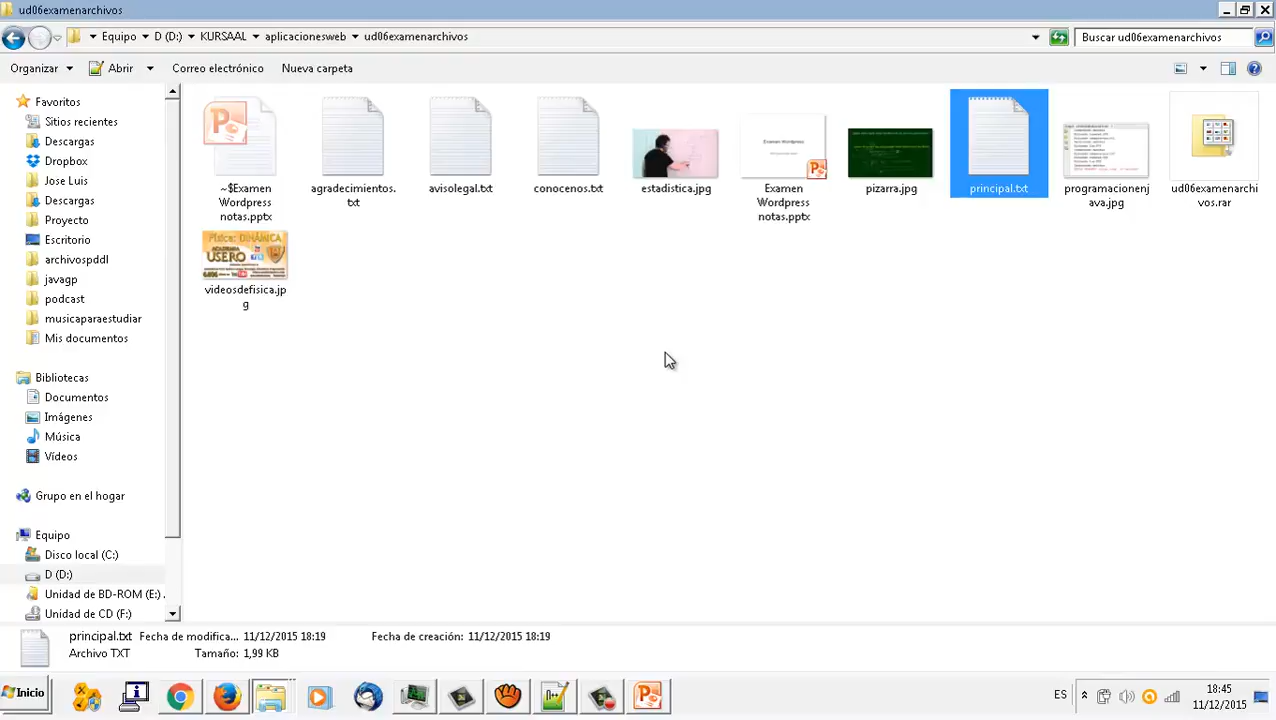 ud06examenarchivos
Equipo D (D:) KURSAAL aplicacionesweb ud06examenarchivos
Buscar ud06examenarchivos
Organizar Abrir Correo electrónico Nueva carpeta
Favoritos
Sitios recientes
Descargas
Dropbox
Jose Luis
Descargas
Proyecto
Escritorio
archivospddl
javagp
podcast
musicaparaestudiar
Mis documentos
Bibliotecas
Documentos
Imágenes
Música
Vídeos
Grupo en el hogar
Equipo
Disco local (C:)
D (D:)
Unidad de BD-ROM (E:)
Unidad de CD (F:)
~$Examen
Wordpress
notas.pptx
agradecimientos.
txt
avisolegal.txt
conocenos.txt
estadistica.jpg
Examen Wordpress
Examen
Wordpress
notas.pptx
pizarra.jpg
principal.txt
programacionenj
ava.jpg
ud06examenarchi
vos.rar
Física: DINÁMICA
USERO
videosdefisica.jp
g
principal.txt Fecha de modifica... 11/12/2015 18:19 Fecha de creación: 11/12/2015 18:19
Archivo TXT Tamaño: 1,99 KB
Inicio
ES
18:45
11/12/2015